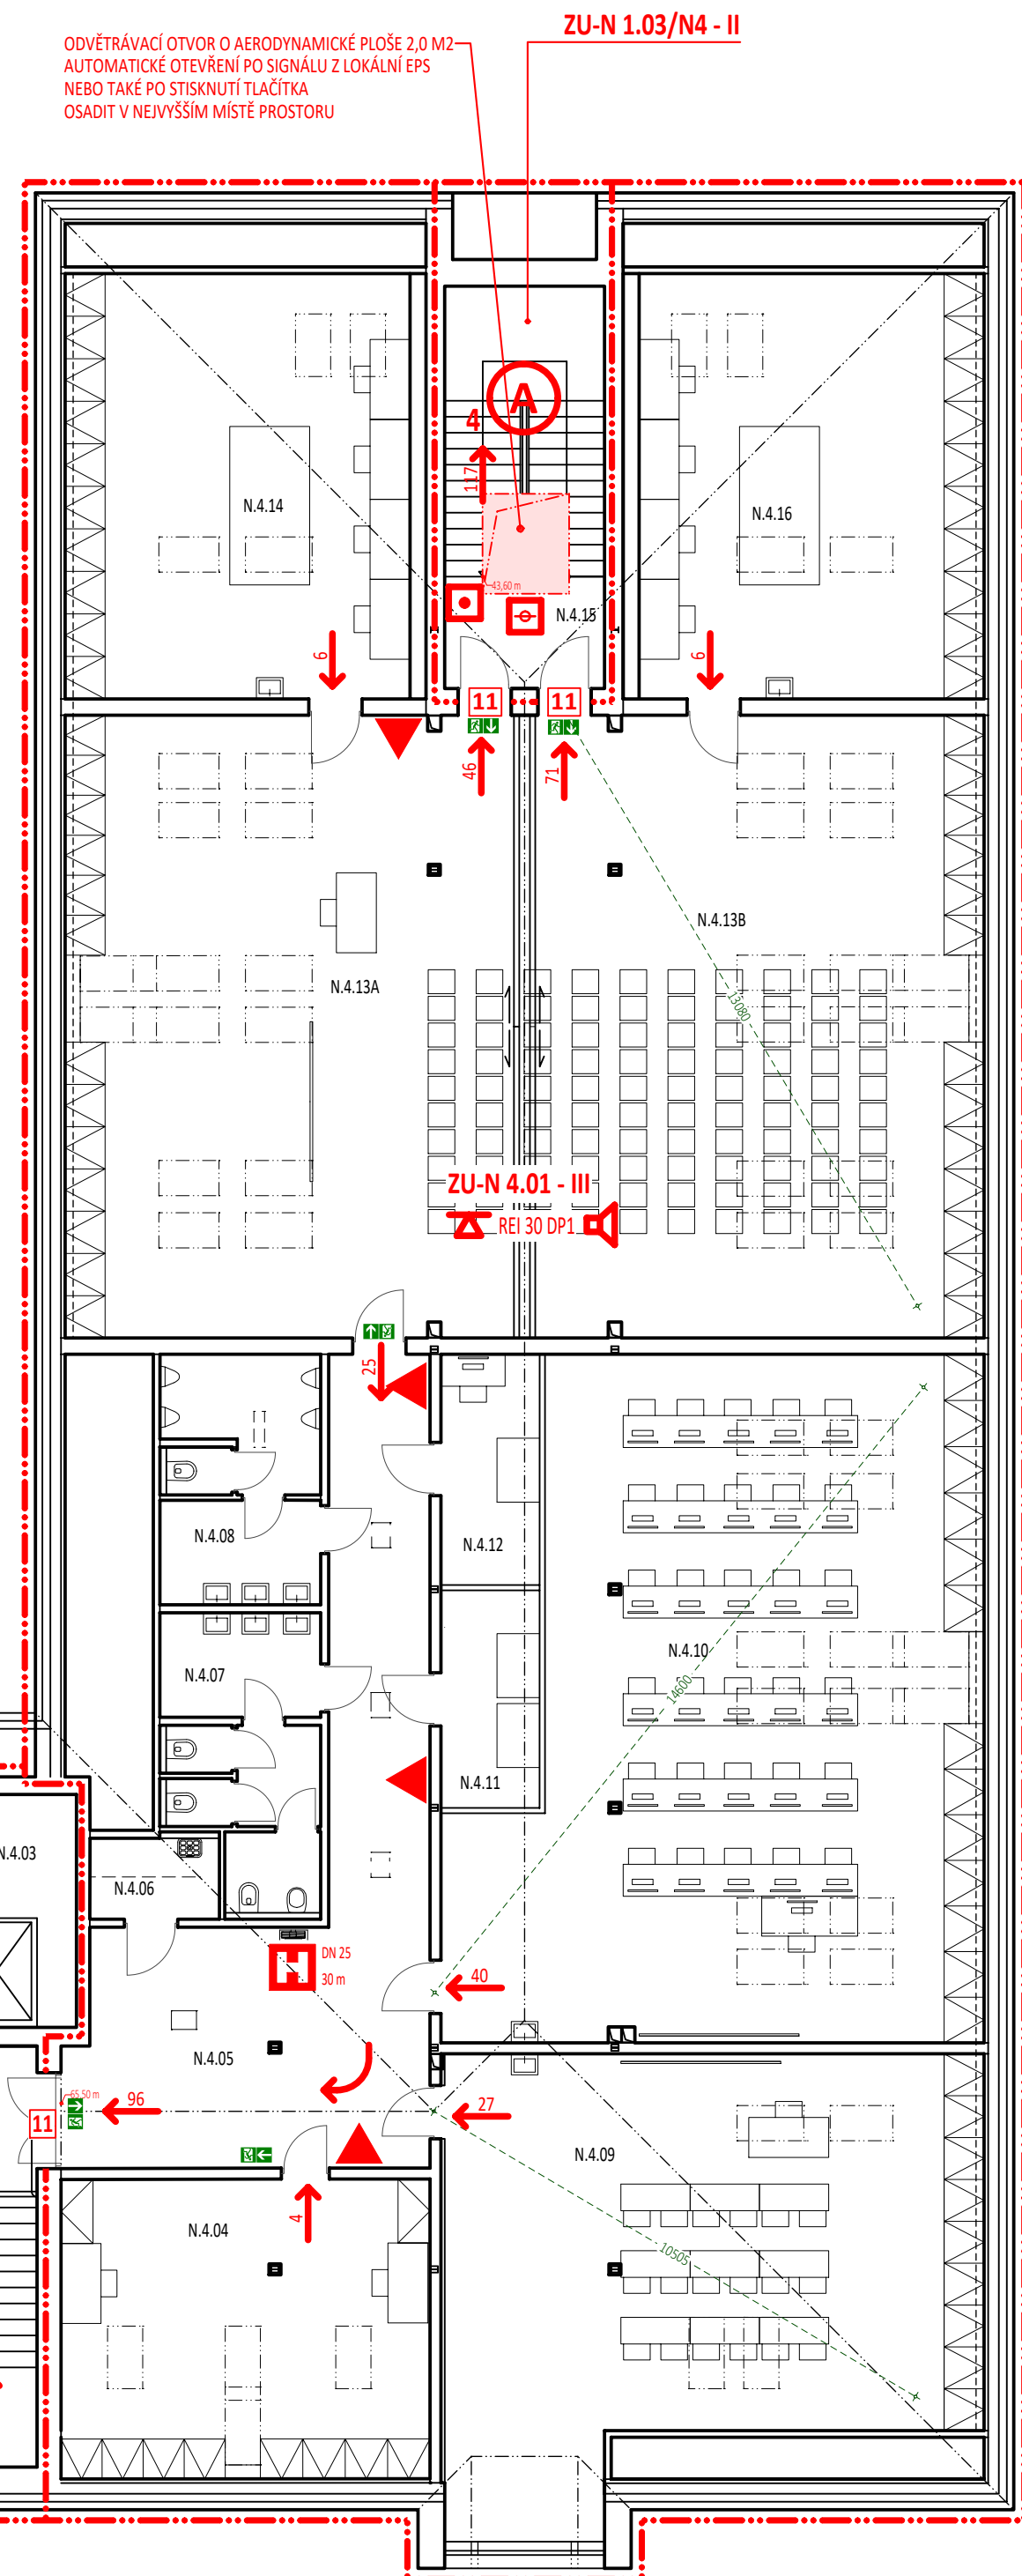 ZU-N 1.03/N4 - II
ODVĚTRÁVACÍ OTVOR O AERODYNAMICKÉ PLOŠE 2,0 M2
AUTOMATICKÉ OTEVŘENÍ PO SIGNÁLU Z LOKÁLNÍ EPS
NEBO TAKÉ PO STISKNUTÍ TLAČÍTKA
OSADIT V NEJVYŠŠÍM MÍSTĚ PROSTORU
A
4
117
N.4.14
N.4.16
43,60 m
N.4.15
6
6
11
11
46
71
N.4.13B
N.4.13A
13080
ZU-N 4.01 - III
REI 30 DP1
25
N.4.08
N.4.12
N.4.10
N.4.07
14600
N.4.11
N.4.03
N.4.06
DN 25
30 m
40
N.4.05
65,50 m
96
27
11
N.4.09
4
N.4.04
10505